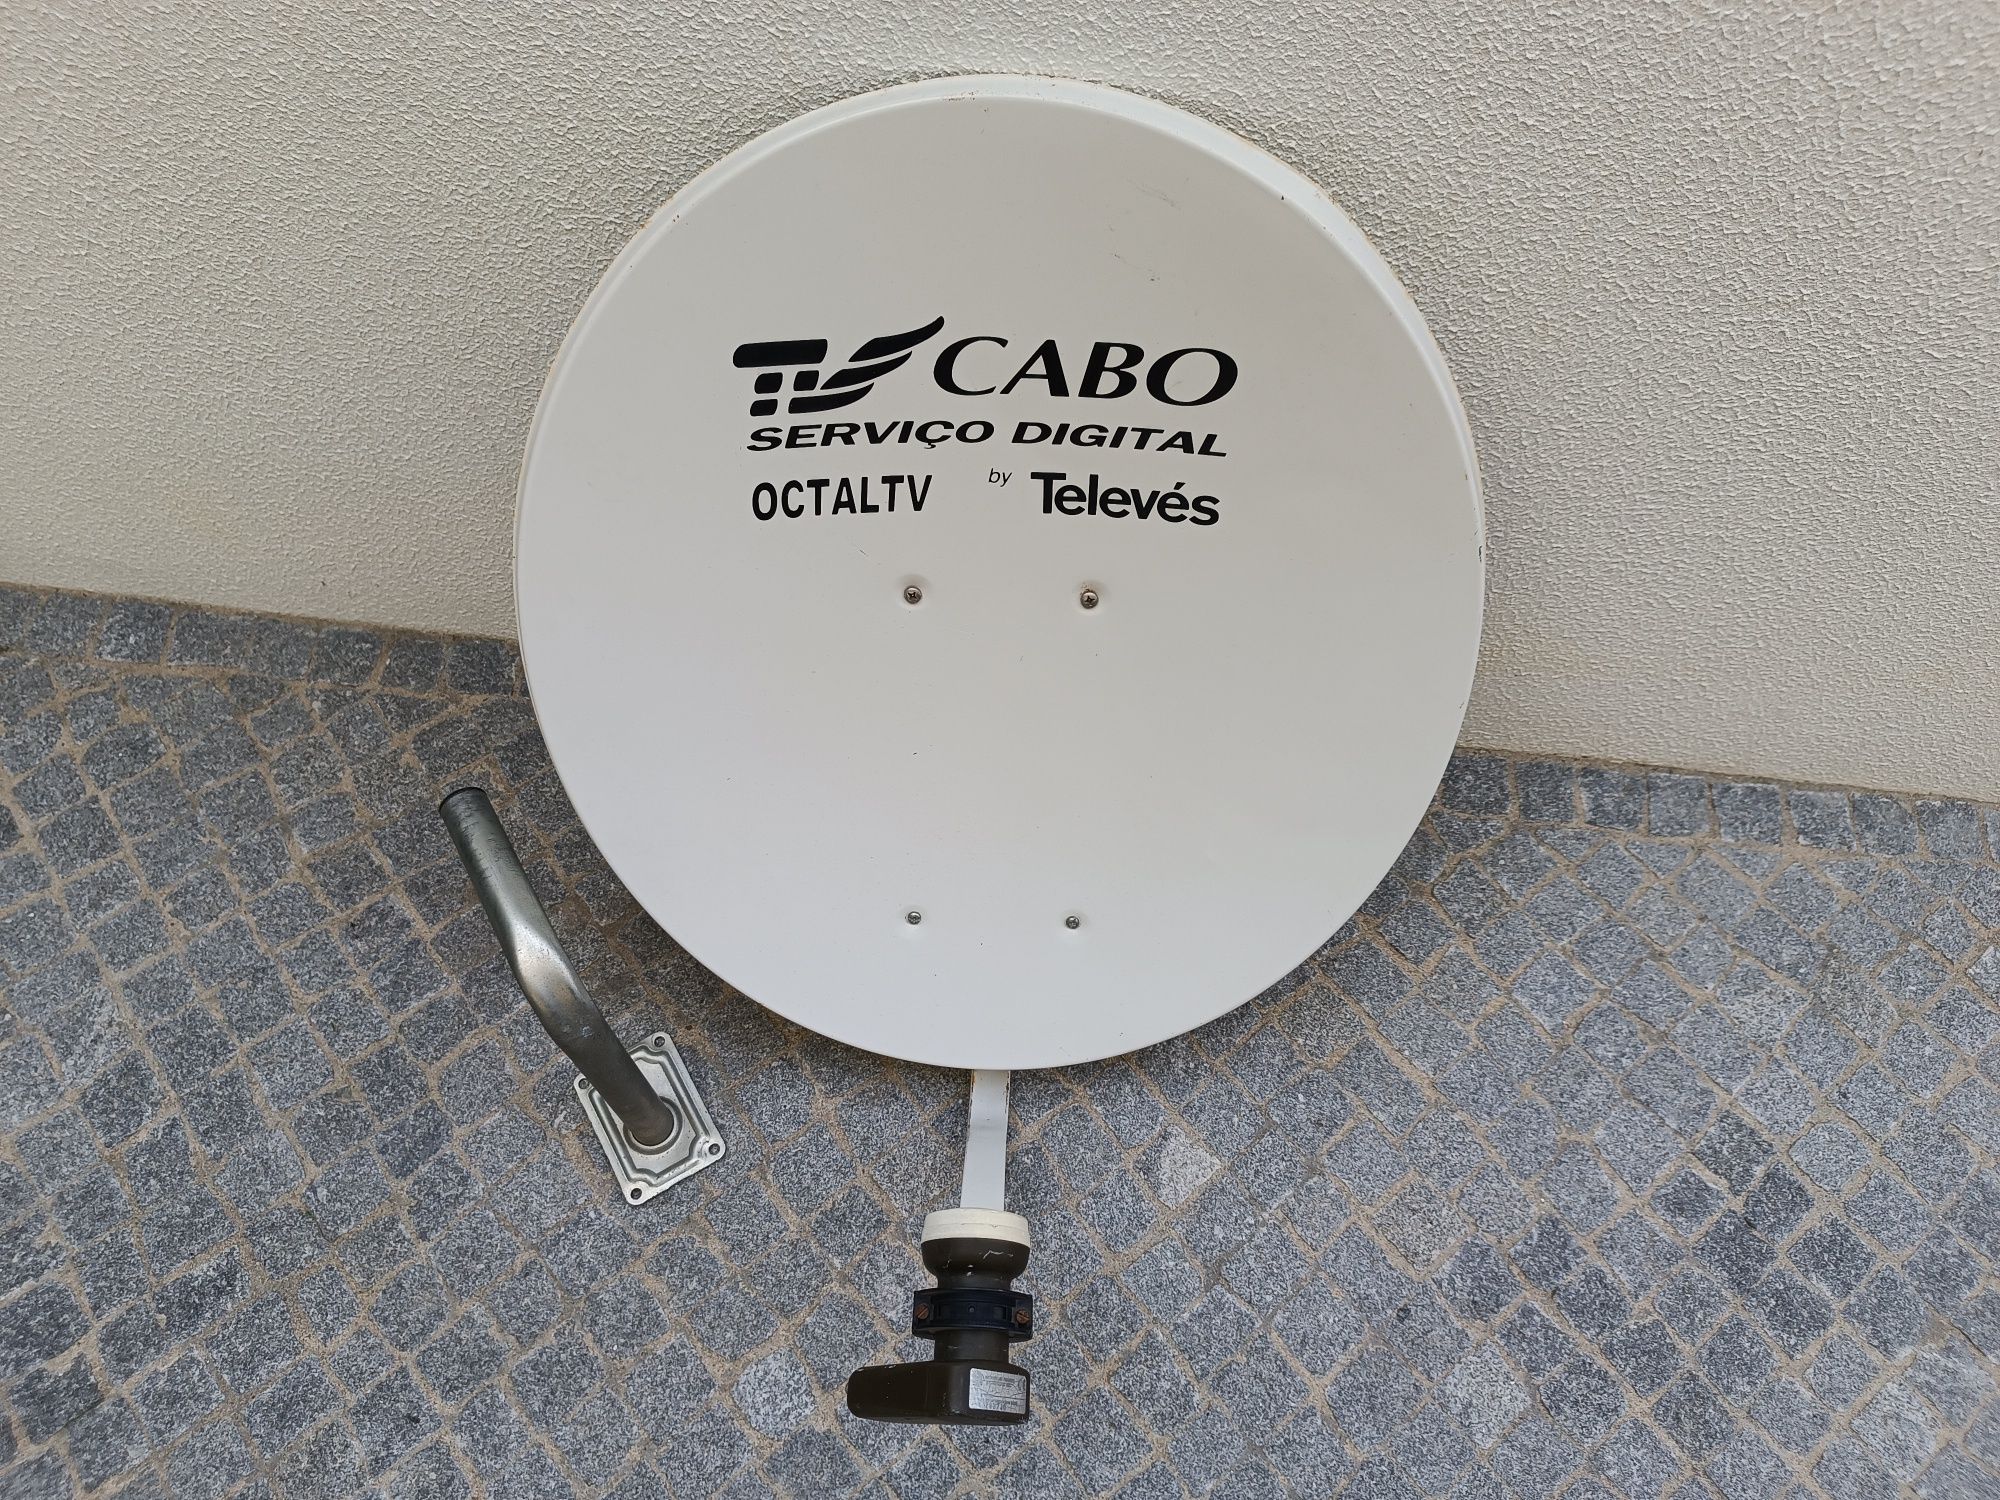 TV CABO
SERVIÇO DIGITAL
OCTALTV by Televés